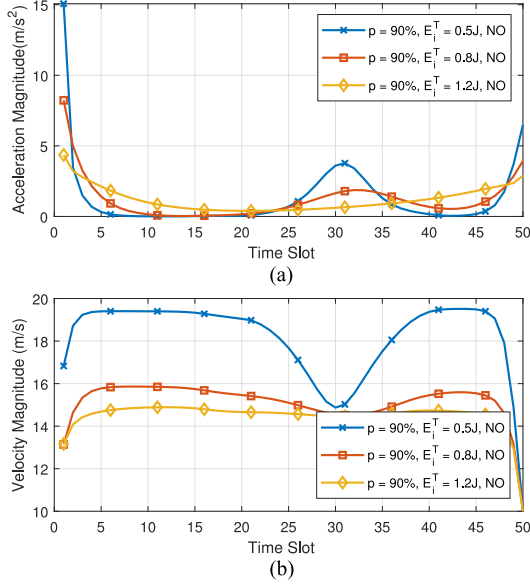 15
10
5
0
Acceleration Magnitude(m/s²)
p = 90%, E_i^T = 0.5J, NO
p = 90%, E_i^T = 0.8J, NO
p = 90%, E_i^T = 1.2J, NO
0 5 10 15 20 25 30 35 40 45 50
Time Slot
(a)
20
18
16
14
12
10
Velocity Magnitude (m/s)
p = 90%, E_i^T = 0.5J, NO
p = 90%, E_i^T = 0.8J, NO
p = 90%, E_i^T = 1.2J, NO
0 5 10 15 20 25 30 35 40 45 50
Time Slot
(b)